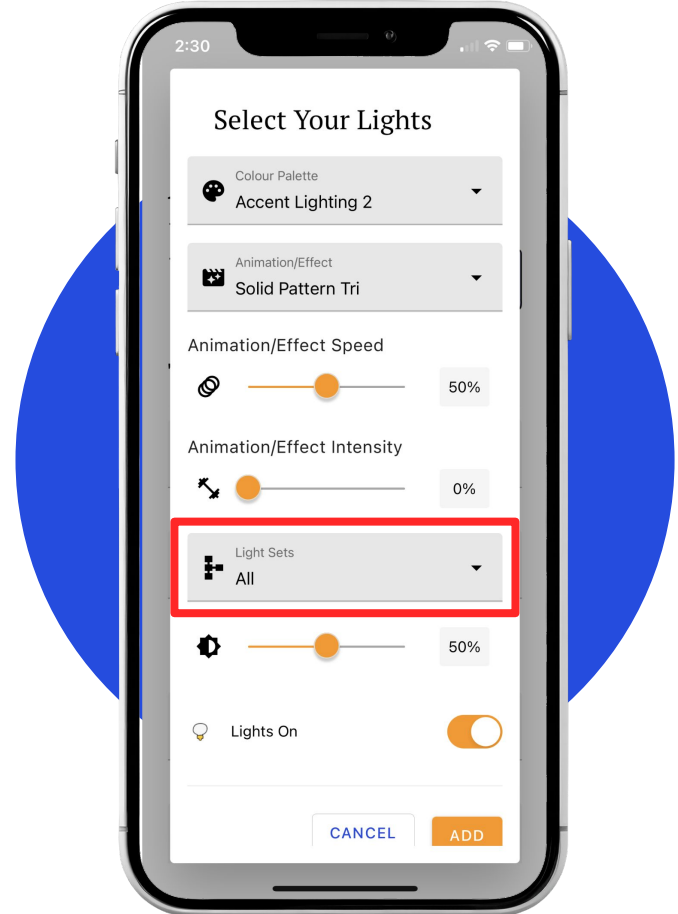 2:30
Select Your Lights
Colour Palette
Accent Lighting 2
Animation/Effect
Solid Pattern Tri
Animation/Effect Speed
50%
Animation/Effect Intensity
0%
Light Sets
All
50%
Lights On
CANCEL
ADD